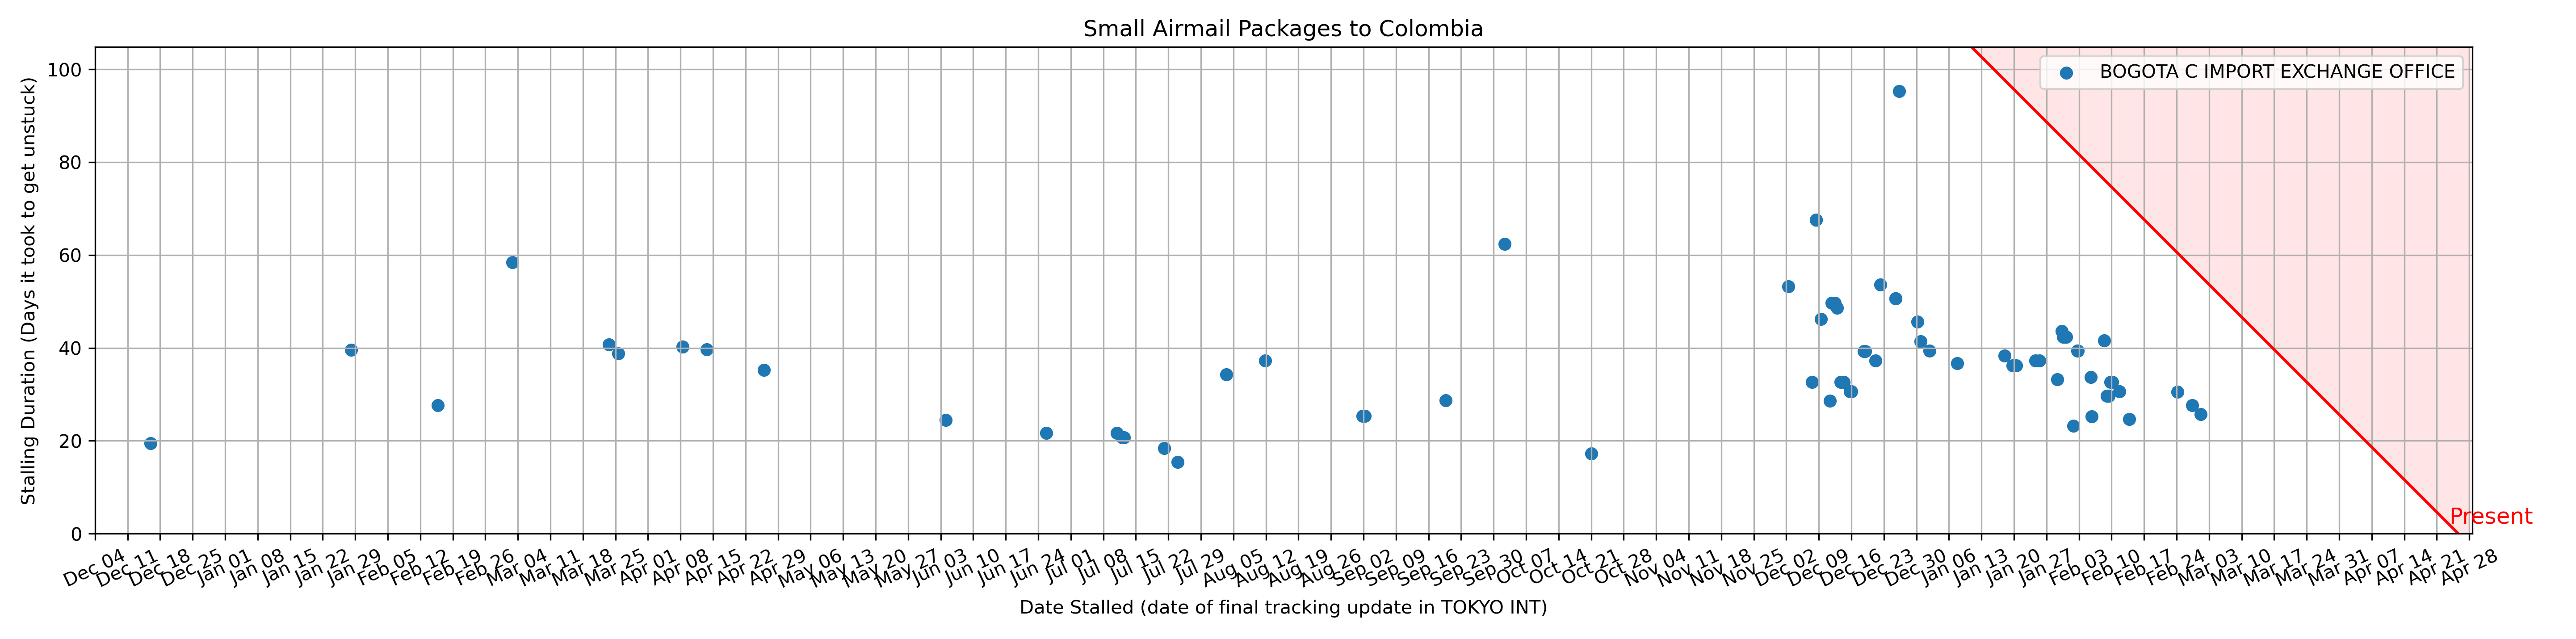 Small Airmail Packages to Colombia
BOGOTA C IMPORT EXCHANGE OFFICE
Stalling Duration (Days it took to get unstuck)
100
80
60
40
20
0
Present
Dec 04
Dec 11
Dec 18
Dec 25
Jan 01
Jan 08
Jan 15
Jan 22
Jan 29
Feb 05
Feb 12
Feb 19
Feb 26
Mar 04
Mar 11
Mar 18
Mar 25
Apr 01
Apr 08
Apr 15
Apr 22
Apr 29
May 06
May 13
May 20
May 27
Jun 03
Jun 10
Jun 17
Jun 24
Jul 01
Jul 08
Jul 15
Jul 22
Jul 29
Aug 05
Aug 12
Aug 19
Aug 26
Sep 02
Sep 09
Sep 16
Sep 23
Sep 30
Oct 07
Oct 14
Oct 21
Oct 28
Nov 04
Nov 11
Nov 18
Nov 25
Dec 02
Dec 09
Dec 16
Dec 23
Dec 30
Jan 06
Jan 13
Jan 20
Jan 27
Feb 03
Feb 10
Feb 17
Feb 24
Mar 03
Mar 10
Mar 17
Mar 24
Mar 31
Apr 07
Apr 14
Apr 21
Apr 28
Date Stalled (date of final tracking update in TOKYO INT)